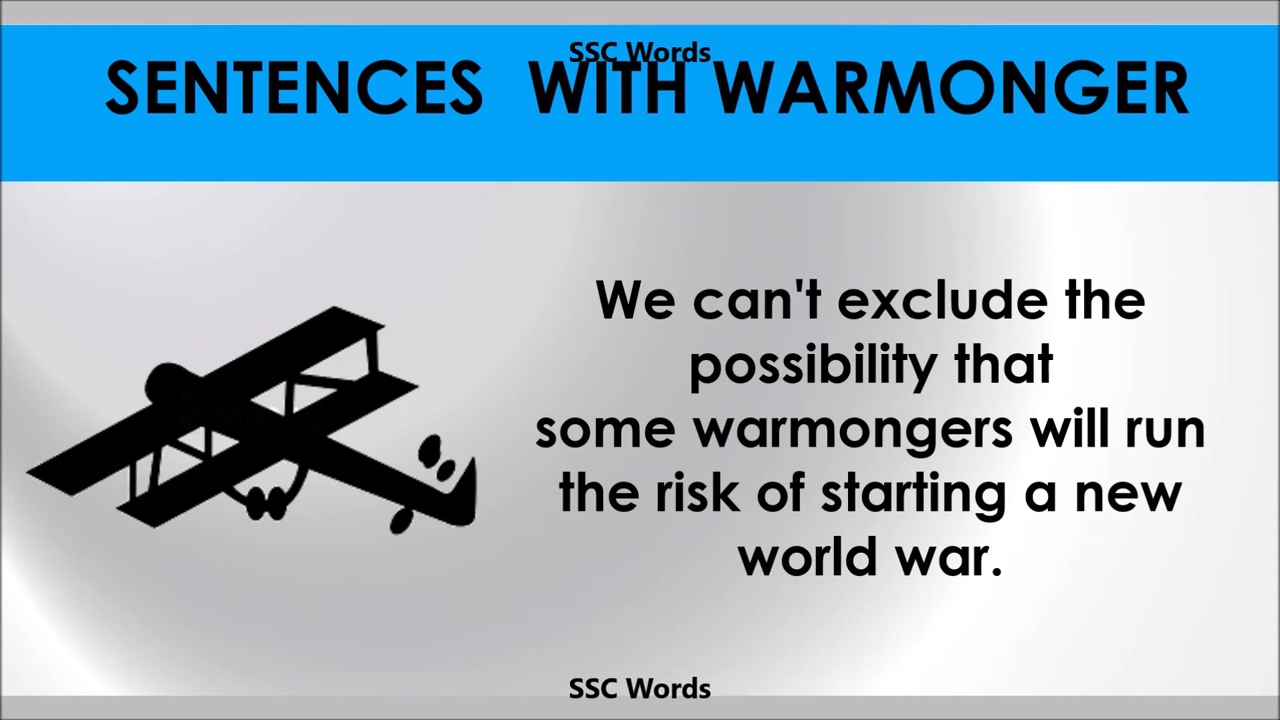 SSC Words
SENTENCES WITH WARMONGER
We can't exclude the
possibility that
some warmongers will run
the risk of starting a new
world war.
SSC Words